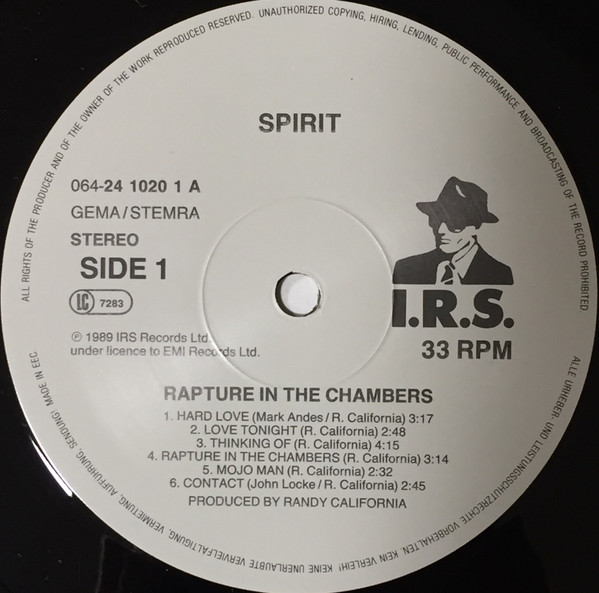 ALL RIGHTS OF THE PRODUCER AND OF THE OWNER OF THE WORK REPRODUCED RESERVED. UNAUTHORIZED COPYING, HIRING, LENDING, PUBLIC PERFORMANCE AND BROADCASTING OF THE RECORD PROHIBITED.
SPIRIT
064-24 1020 1 A
GEMA/STEMRA
STEREO
SIDE 1
LC 7283
I.R.S.
33 RPM
℗ 1989 IRS Records Ltd.
under licence to EMI Records Ltd.
RAPTURE IN THE CHAMBERS
1. HARD LOVE (Mark Andes/R. California) 3:17
2. LOVE TONIGHT (R. California) 2:48
3. THINKING OF (R. California) 4:15
4. RAPTURE IN THE CHAMBERS (R. California) 3:14
5. MOJO MAN (R. California) 2:32
6. CONTACT (John Locke/R. California) 2:45
PRODUCED BY RANDY CALIFORNIA
ALLE URHEBER- UND LEISTUNGSSCHUTZRECHTE VORBEHALTEN. KEIN VERLEIH! KEINE UNERLAUBTE VERVIELFÄLTIGUNG, VERMIETUNG, AUFFÜHRUNG, SENDUNG! MADE IN EEC.